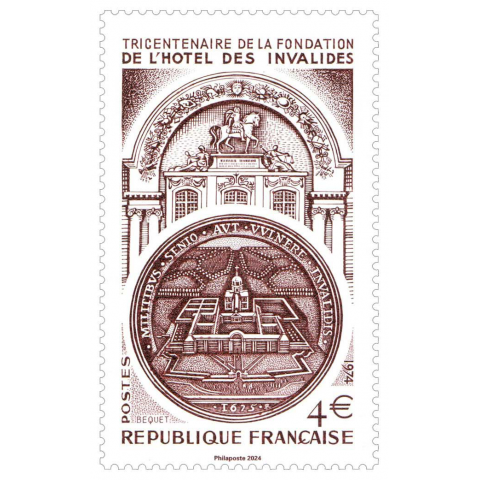 TRICENTENAIRE DE LA FONDATION
DE L'HOTEL DES INVALIDES
· MILITIBVS · SENIO · AVT · VVINERE · INVALIDIS ·
· 1675 ·
POSTES
1974
BEQUET
4€
REPUBLIQUE FRANÇAISE
Philaposte 2024